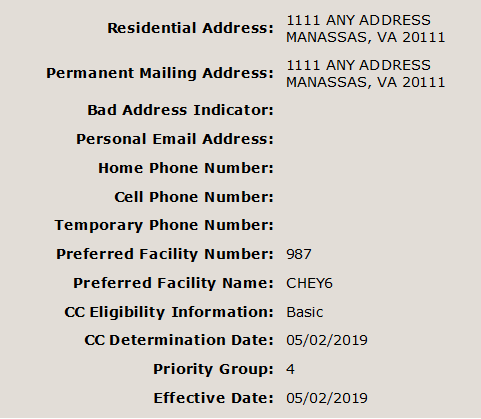 Residential Address: 1111 ANY ADDRESS
MANASSAS, VA 20111
Permanent Mailing Address: 1111 ANY ADDRESS
MANASSAS, VA 20111
Bad Address Indicator:
Personal Email Address:
Home Phone Number:
Cell Phone Number:
Temporary Phone Number:
Preferred Facility Number: 987
Preferred Facility Name: CHEY6
CC Eligibility Information: Basic
CC Determination Date: 05/02/2019
Priority Group: 4
Effective Date: 05/02/2019